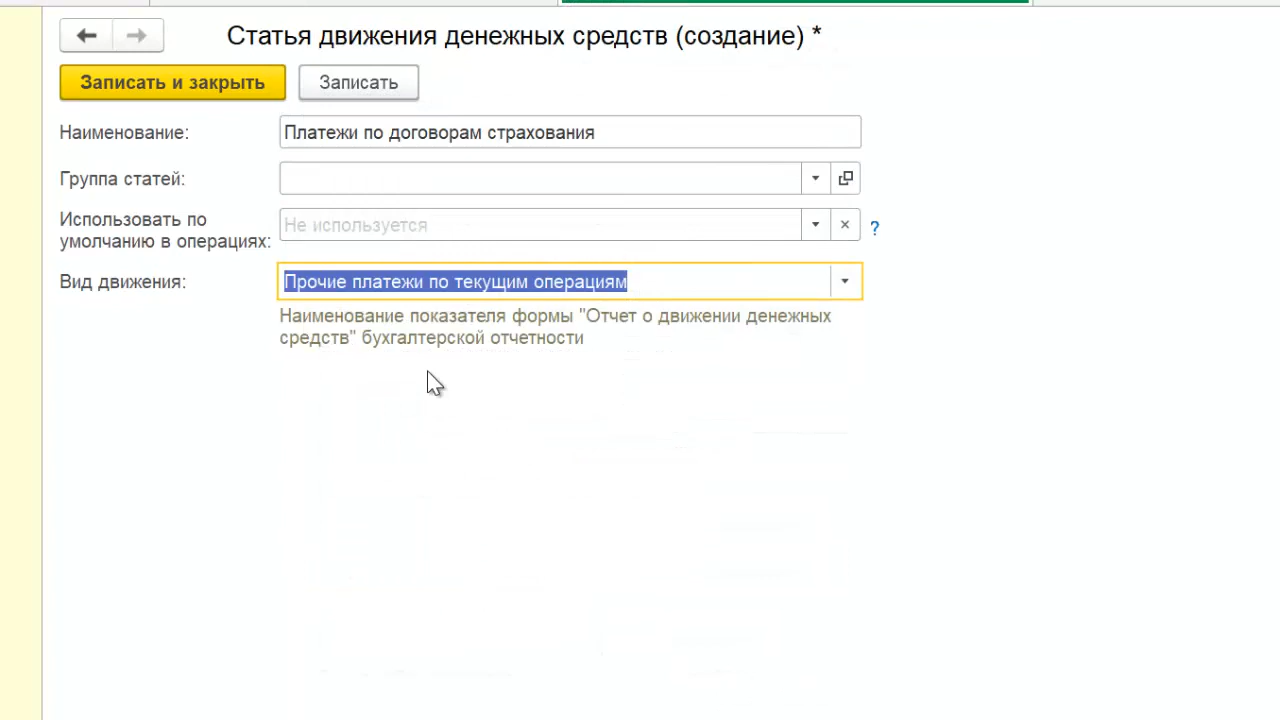 Статья движения денежных средств (создание) *
Записать и закрыть
Записать
Наименование:
Платежи по договорам страхования
Группа статей:
Использовать по
умолчанию в операциях:
Не используется
?
Вид движения:
Прочие платежи по текущим операциям
Наименование показателя формы "Отчет о движении денежных
средств" бухгалтерской отчетности